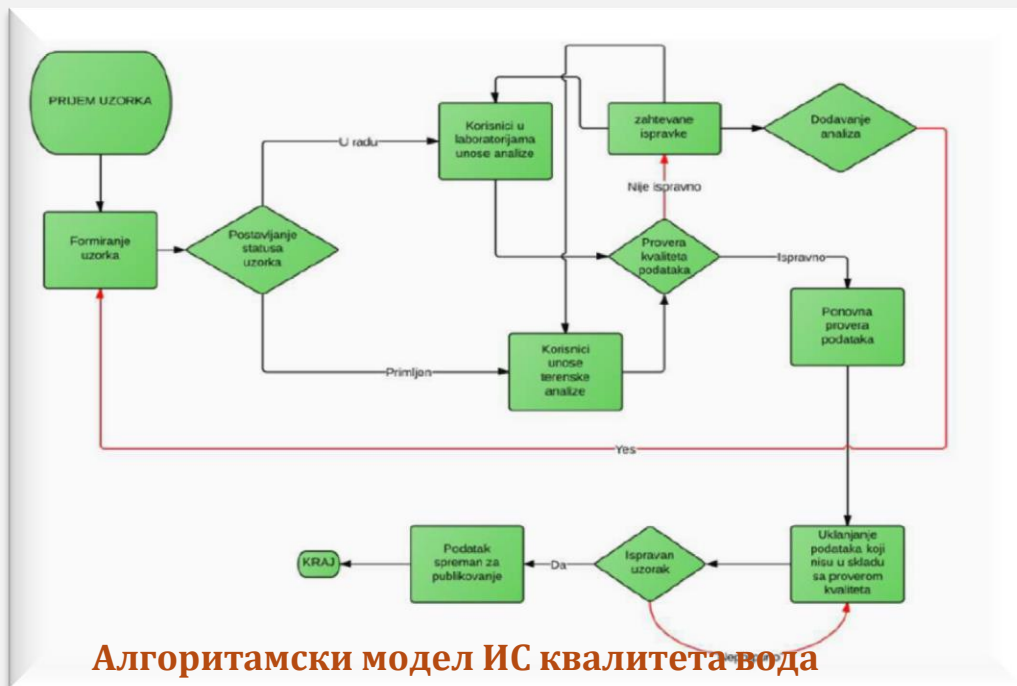 PRIJEM UZORKA
Formiranje
uzorka
Postavljanje
statusa
uzorka
U radu
Primljen
Korisnici u
laboratorijama
unose analize
Korisnici
unose
terenske
analize
zahtevane
ispravke
Dodavanje
analiza
Nije ispravno
Provera
kvaliteta
podataka
Ispravno
Ponovna
provera
podataka
Yes
Uklanjanje
podataka koji
nisu u skladu
sa proverom
kvaliteta
Ispravan
uzorak
Da
Podatak
spreman za
publikovanje
KRAJ
Алгоритамски модел ИС квалитета вода